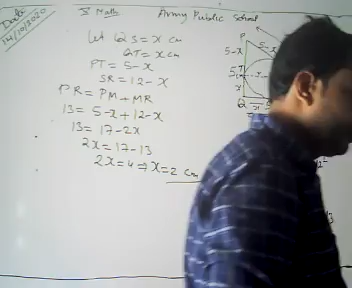 Date
14/10/2020
X Math
Army Public School
Let QS = x cm
QT = x cm
PT = 5-x
SR = 12-x
PR = PM + MR
13 = 5-x + 12-x
13 = 17-2x
2x = 17-13
2x = 4 ⇒ x = 2 cm
P
5-x
5-x
T
x
Q
x
S